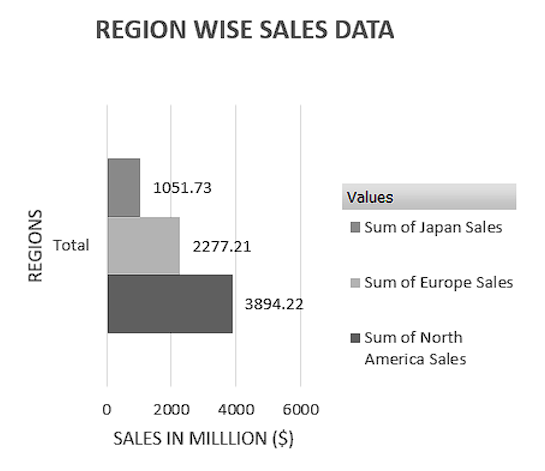 REGION WISE SALES DATA
1051.73
Values
Sum of Japan Sales
REGIONS
Total
2277.21
Sum of Europe Sales
3894.22
Sum of North
America Sales
0 2000 4000 6000
SALES IN MILLLION ($)